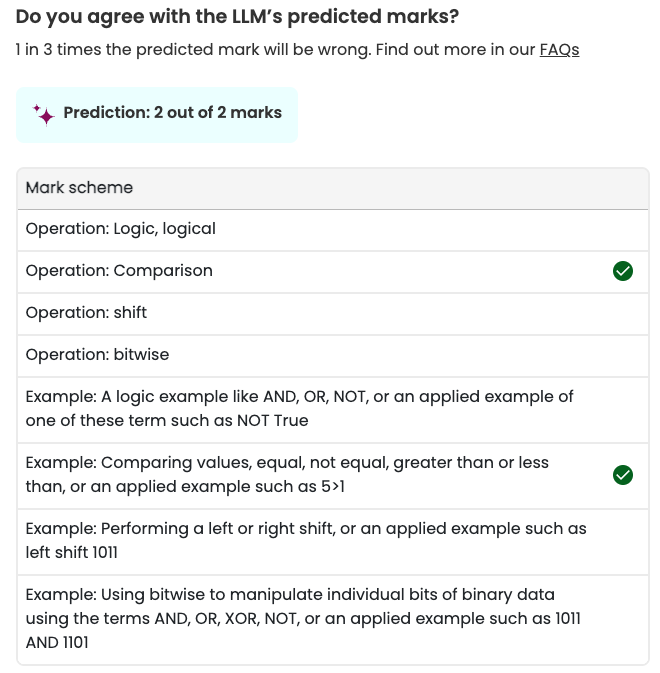 Do you agree with the LLM’s predicted marks?
1 in 3 times the predicted mark will be wrong. Find out more in our FAQs
Prediction: 2 out of 2 marks
Mark scheme
Operation: Logic, logical
Operation: Comparison
Operation: shift
Operation: bitwise
Example: A logic example like AND, OR, NOT, or an applied example of
one of these term such as NOT True
Example: Comparing values, equal, not equal, greater than or less
than, or an applied example such as 5>1
Example: Performing a left or right shift, or an applied example such as
left shift 1011
Example: Using bitwise to manipulate individual bits of binary data
using the terms AND, OR, XOR, NOT, or an applied example such as 1011
AND 1101